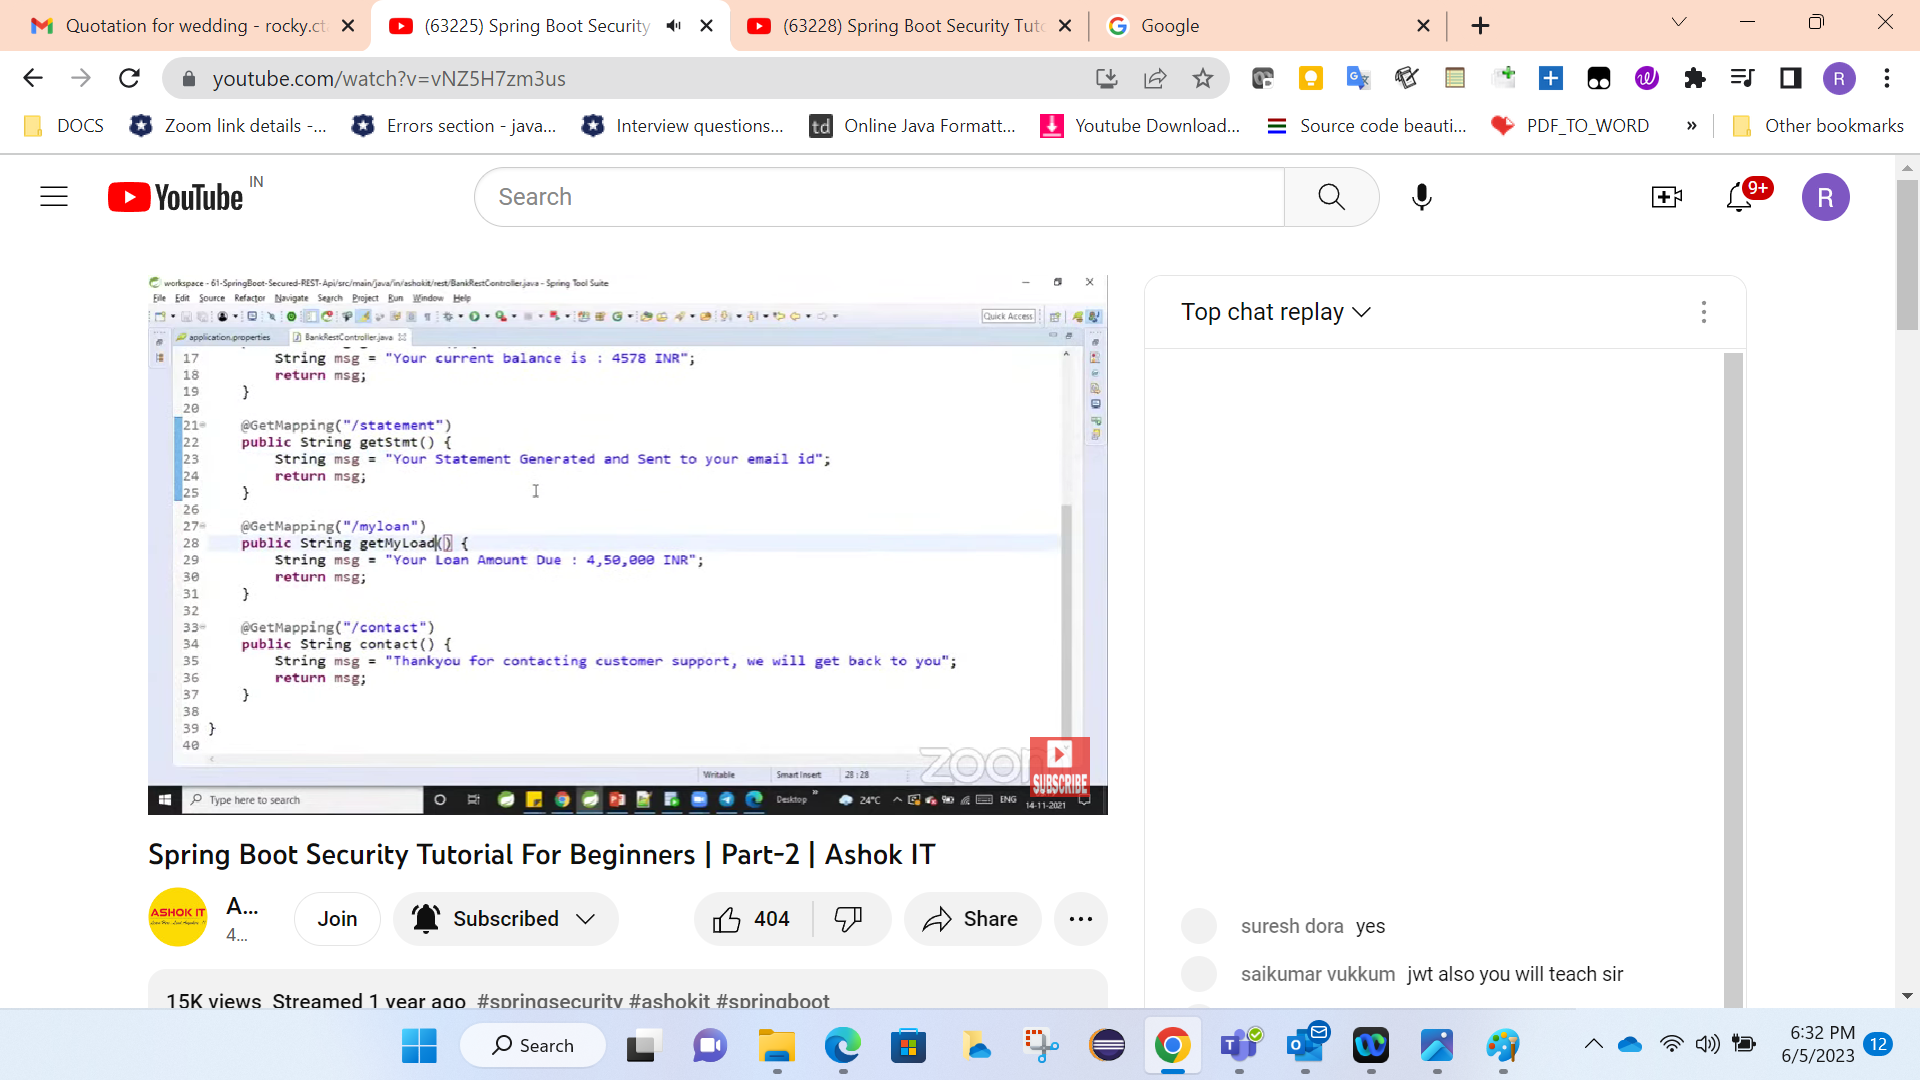 Quotation for wedding - rocky.ct
(63225) Spring Boot Security
(63228) Spring Boot Security Tuto
Google
youtube.com/watch?v=vNZ5H7zm3us
R
DOCS
Zoom link details -...
Errors section - java...
Interview questions...
td
Online Java Formatt...
Youtube Download...
Source code beauti...
PDF_TO_WORD
»
Other bookmarks
YouTube IN
Search
9+
R
workspace - 61-SpringBoot-Secured-REST-Api/src/main/java/in/ashokit/rest/BankRestController.java - Spring Tool Suite
File Edit Source Refactor Navigate Search Project Run Window Help
Quick Access
application.properties
BankRestController.java
17 String msg = "Your current balance is : 4578 INR";
18 return msg;
19 }
20
21 @GetMapping("/statement")
22 public String getStmt() {
23 String msg = "Your Statement Generated and Sent to your email id";
24 return msg;
25 }
26
27 @GetMapping("/myloan")
28 public String getMyLoad() {
29 String msg = "Your Loan Amount Due : 4,50,000 INR";
30 return msg;
31 }
32
33 @GetMapping("/contact")
34 public String contact() {
35 String msg = "Thankyou for contacting customer support, we will get back to you";
36 return msg;
37 }
38
39 }
40
Writable
Smart Insert
28:28
zoom
SUBSCRIBE
Type here to search
Desktop
24°C
ENG
14-11-2021
Top chat replay
suresh dora yes
saikumar vukkum jwt also you will teach sir
Spring Boot Security Tutorial For Beginners | Part-2 | Ashok IT
ASHOK IT
A...
4...
Join
Subscribed
404
Share
15K views Streamed 1 year ago #springsecurity #ashokit #springboot
Search
6:32 PM
6/5/2023
12